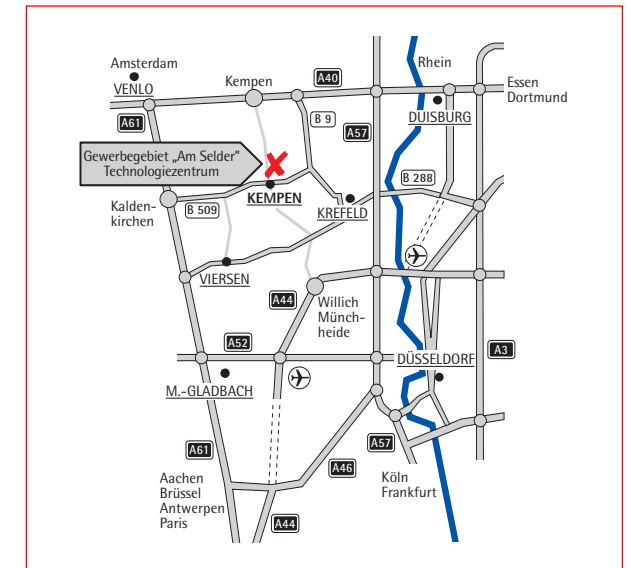 Amsterdam
VENLO
Kempen
A40
Rhein
Essen
Dortmund
A61
B 9
A57
DUISBURG
Gewerbegebiet „Am Selder"
Technologiezentrum
KEMPEN
B 288
Kalden-
kirchen
B 509
KREFELD
VIERSEN
A44
Willich
Münch-
heide
A52
A3
DÜSSELDORF
M.-GLADBACH
A61
A57
A46
Aachen
Brüssel
Antwerpen
Paris
Köln
Frankfurt
A44